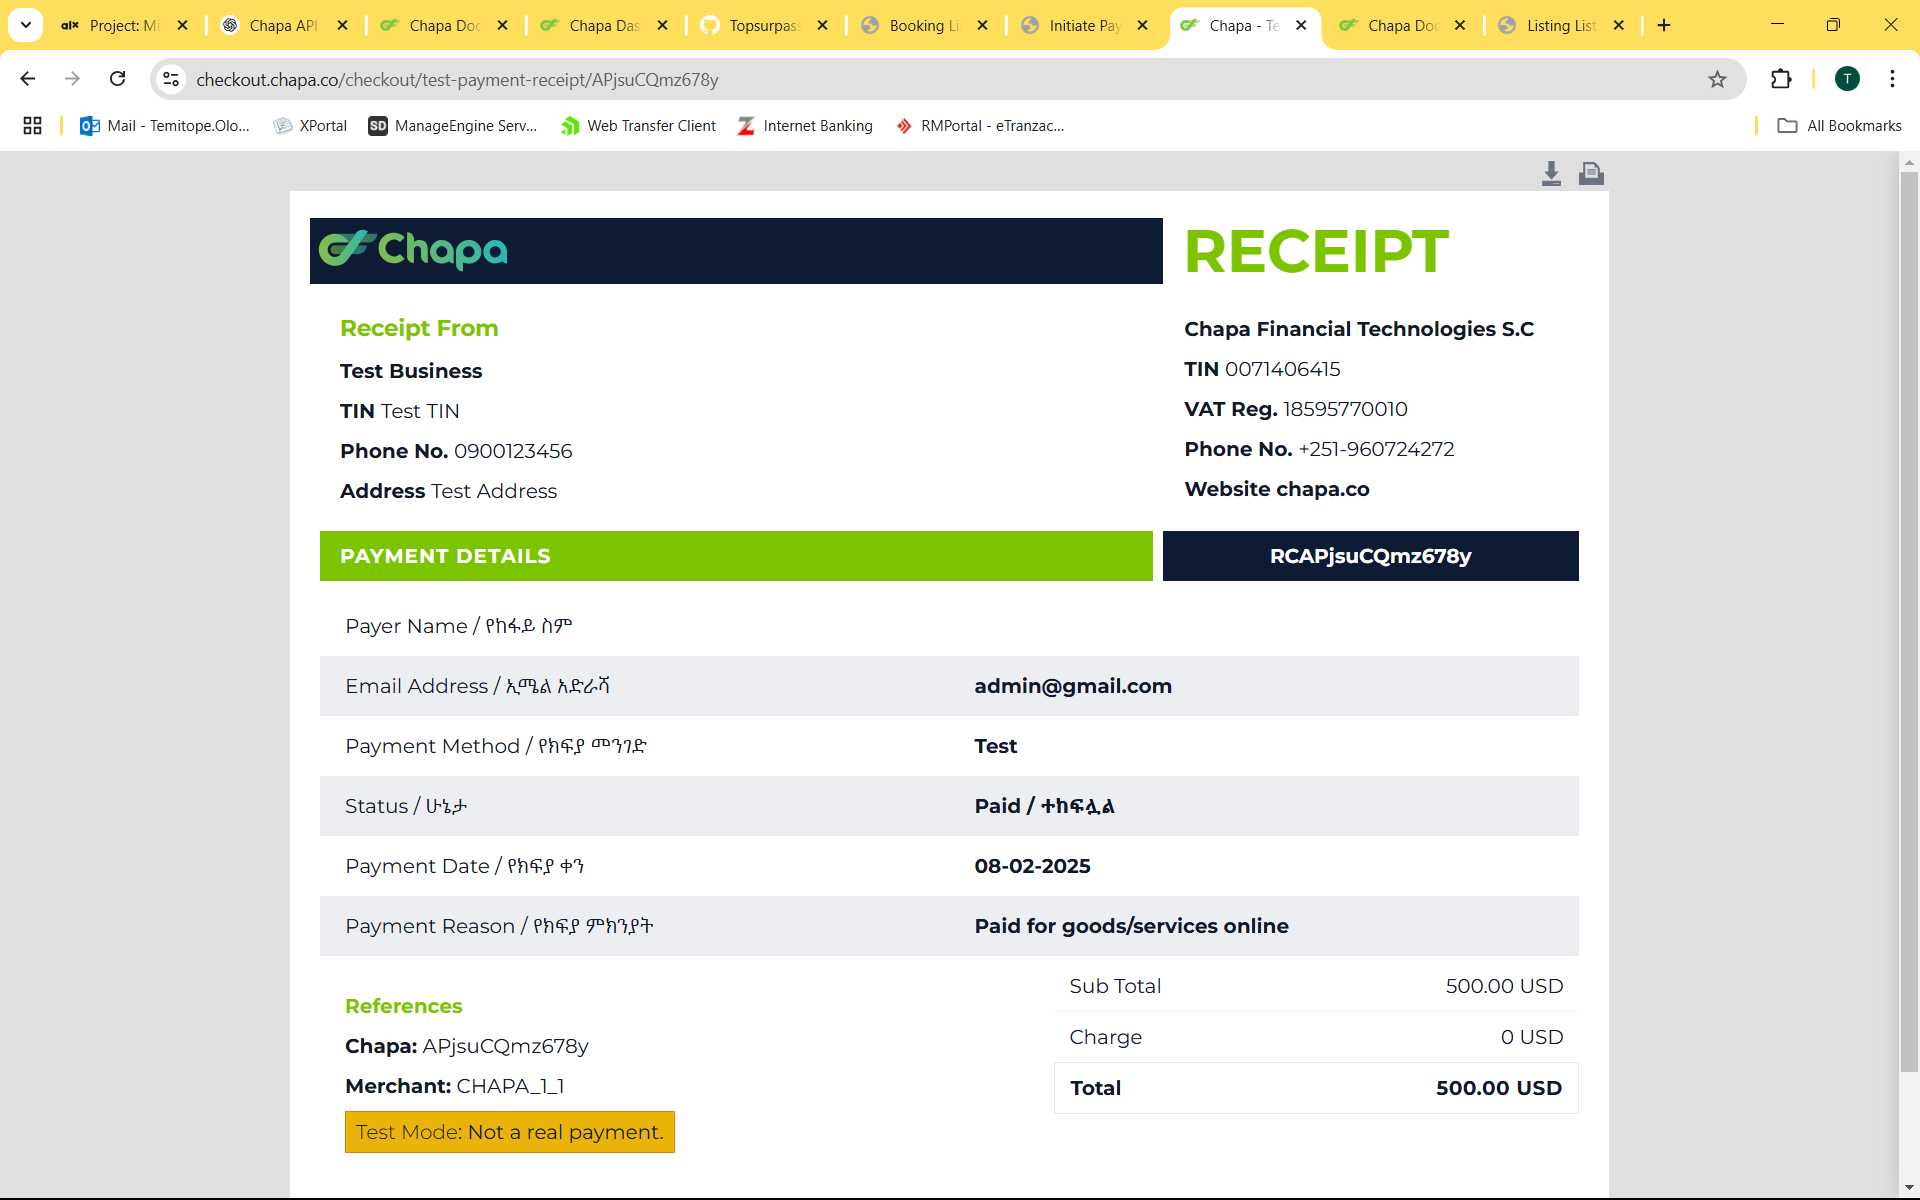 Project: Mi
Chapa API
Chapa Doc
Chapa Das
Topsurpass
Booking Li
Initiate Pay
Chapa - Te
Chapa Doc
Listing List
checkout.chapa.co/checkout/test-payment-receipt/APjsuCQmz678y
T
Mail - Temitope.Olo...
XPortal
SD ManageEngine Serv...
Web Transfer Client
Internet Banking
RMPortal - eTranzac...
All Bookmarks
Chapa
RECEIPT
Receipt From
Test Business
TIN Test TIN
Phone No. 0900123456
Address Test Address
Chapa Financial Technologies S.C
TIN 0071406415
VAT Reg. 18595770010
Phone No. +251-960724272
Website chapa.co
PAYMENT DETAILS
RCAPjsuCQmz678y
Payer Name / የከፋይ ስም
Email Address / ኢሜል አድራሻ
admin@gmail.com
Payment Method / የክፍያ መንገድ
Test
Status / ሁኔታ
Paid / ተከፍሏል
Payment Date / የክፍያ ቀን
08-02-2025
Payment Reason / የክፍያ ምክንያት
Paid for goods/services online
Sub Total 500.00 USD
Charge 0 USD
Total 500.00 USD
References
Chapa: APjsuCQmz678y
Merchant: CHAPA_1_1
Test Mode: Not a real payment.